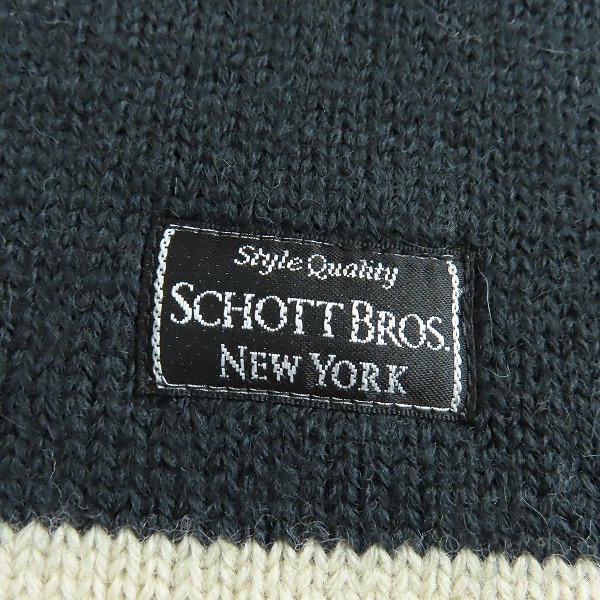 Style Quality
SCHOTT BROS.
NEW YORK